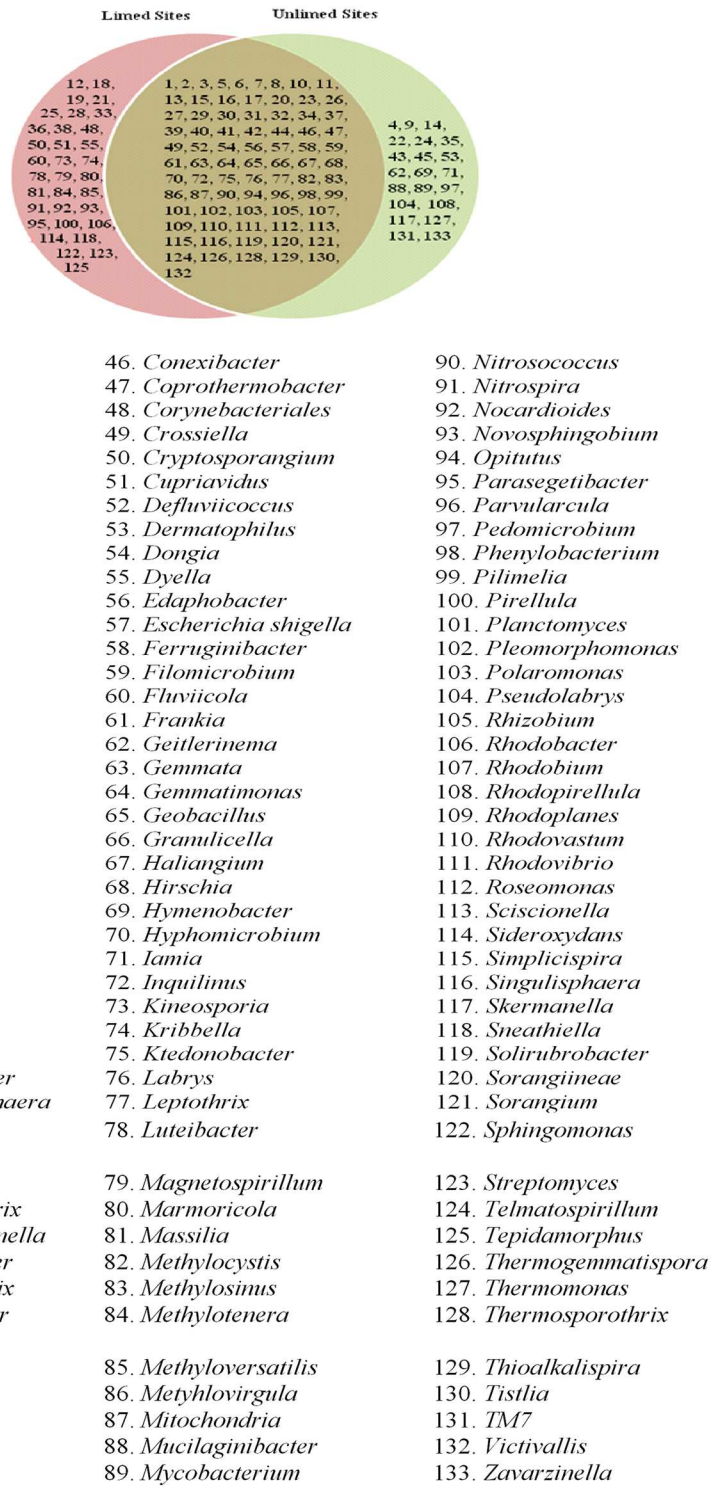 Limed Sites
Unlimed Sites
12, 18,
19, 21,
25, 28, 33,
36, 38, 48,
50, 51, 55,
60, 73, 74,
78, 79, 80,
81, 84, 85,
91, 92, 93,
95, 100, 106,
114, 118,
122, 123,
125
1, 2, 3, 5, 6, 7, 8, 10, 11,
13, 15, 16, 17, 20, 23, 26,
27, 29, 30, 31, 32, 34, 37,
39, 40, 41, 42, 44, 46, 47,
49, 52, 54, 56, 57, 58, 59,
61, 63, 64, 65, 66, 67, 68,
70, 72, 75, 76, 77, 82, 83,
86, 87, 90, 94, 96, 98, 99,
101, 102, 103, 105, 107,
109, 110, 111, 112, 113,
115, 116, 119, 120, 121,
124, 126, 128, 129, 130,
132
4, 9, 14,
22, 24, 35,
43, 45, 53,
62, 69, 71,
88, 89, 97,
104, 108,
117, 127,
131, 133
er
haera
rix
nella
er
ix
r
46. Conexibacter
47. Coprothermobacter
48. Corynebacteriales
49. Crossiella
50. Cryptosporangium
51. Cupriavidus
52. Defluviicoccus
53. Dermatophilus
54. Dongia
55. Dyella
56. Edaphobacter
57. Escherichia shigella
58. Ferruginibacter
59. Filomicrobium
60. Fluviicola
61. Frankia
62. Geitlerinema
63. Gemmata
64. Gemmatimonas
65. Geobacillus
66. Granulicella
67. Haliangium
68. Hirschia
69. Hymenobacter
70. Hyphomicrobium
71. Iamia
72. Inquilinus
73. Kineosporia
74. Kribbella
75. Ktedonobacter
76. Labrys
77. Leptothrix
78. Luteibacter
79. Magnetospirillum
80. Marmoricola
81. Massilia
82. Methylocystis
83. Methylosinus
84. Methylotenera
85. Methyloversatilis
86. Metyhlovirgula
87. Mitochondria
88. Mucilaginibacter
89. Mycobacterium
90. Nitrosococcus
91. Nitrospira
92. Nocardioides
93. Novosphingobium
94. Opitutus
95. Parasegetibacter
96. Parvularcula
97. Pedomicrobium
98. Phenylobacterium
99. Pilimelia
100. Pirellula
101. Planctomyces
102. Pleomorphomonas
103. Polaromonas
104. Pseudolabrys
105. Rhizobium
106. Rhodobacter
107. Rhodobium
108. Rhodopirellula
109. Rhodoplanes
110. Rhodovastum
111. Rhodovibrio
112. Roseomonas
113. Sciscionella
114. Sideroxydans
115. Simplicispira
116. Singulisphaera
117. Skermanella
118. Sneathiella
119. Solirubrobacter
120. Sorangiineae
121. Sorangium
122. Sphingomonas
123. Streptomyces
124. Telmatospirillum
125. Tepidamorphus
126. Thermogemmatispora
127. Thermomonas
128. Thermosporothrix
129. Thioalkalispira
130. Tistlia
131. TM7
132. Victivallis
133. Zavarzinella